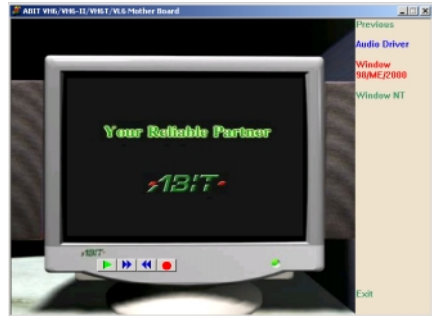 ABIT VH6/VH6-II/VH6T/VL6 Mother Board
Previous
Audio Driver
Window
98/ME/2000
Window NT
Your Reliable Partner
ABIT
ABIT
Exit